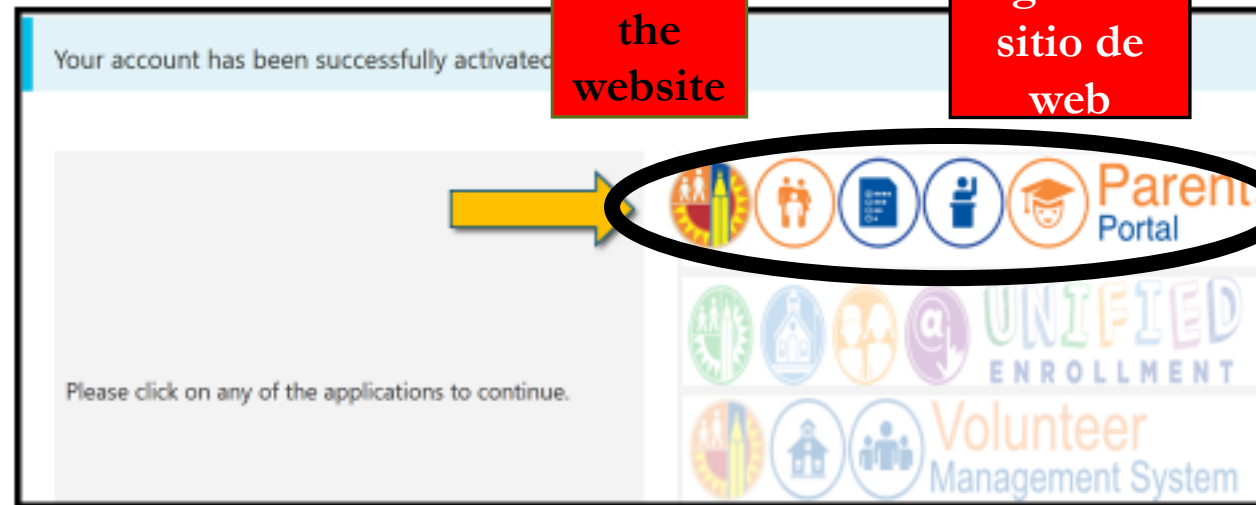 the
website
sitio de
web
Your account has been successfully activated
Parent
Portal
UNIFIED
ENROLLMENT
Please click on any of the applications to continue.
Volunteer
Management System